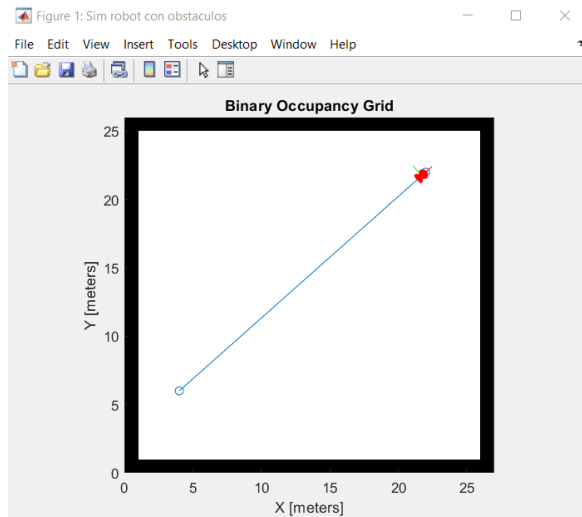 Figure 1: Sim robot con obstaculos
File Edit View Insert Tools Desktop Window Help
Binary Occupancy Grid
25
20
15
10
5
0
Y [meters]
0 5 10 15 20 25
X [meters]